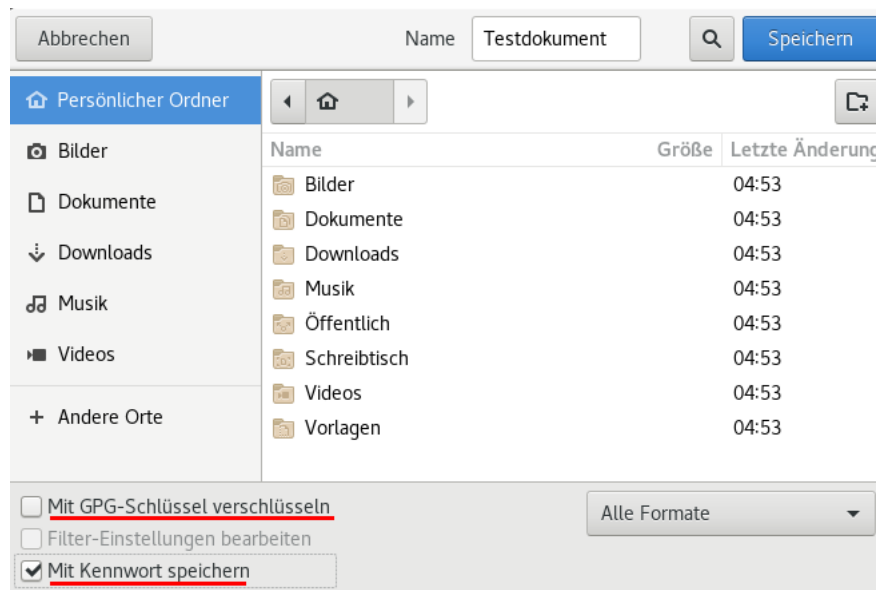 Abbrechen Name Testdokument Speichern
Persönlicher Ordner
Bilder
Dokumente
Downloads
Musik
Videos
Andere Orte
Name Größe Letzte Änderung
Bilder 04:53
Dokumente 04:53
Downloads 04:53
Musik 04:53
Öffentlich 04:53
Schreibtisch 04:53
Videos 04:53
Vorlagen 04:53
Mit GPG-Schlüssel verschlüsseln
Alle Formate
Filter-Einstellungen bearbeiten
Mit Kennwort speichern